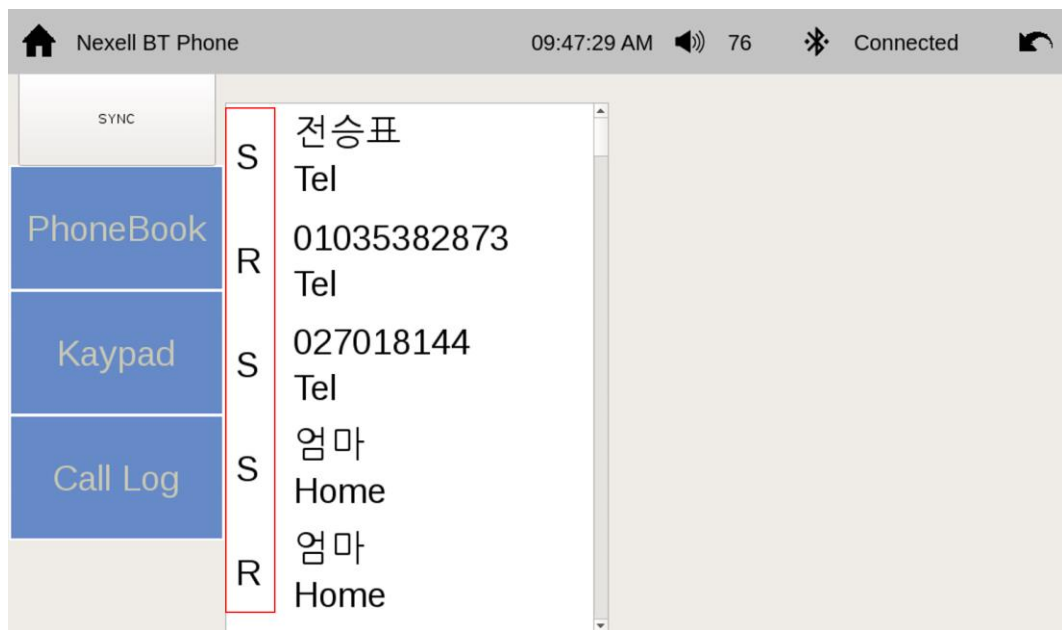 Nexell BT Phone 09:47:29 AM 76 Connected
SYNC
PhoneBook
Kaypad
Call Log
S 전승표
Tel
R 01035382873
Tel
S 027018144
Tel
S 엄마
Home
R 엄마
Home